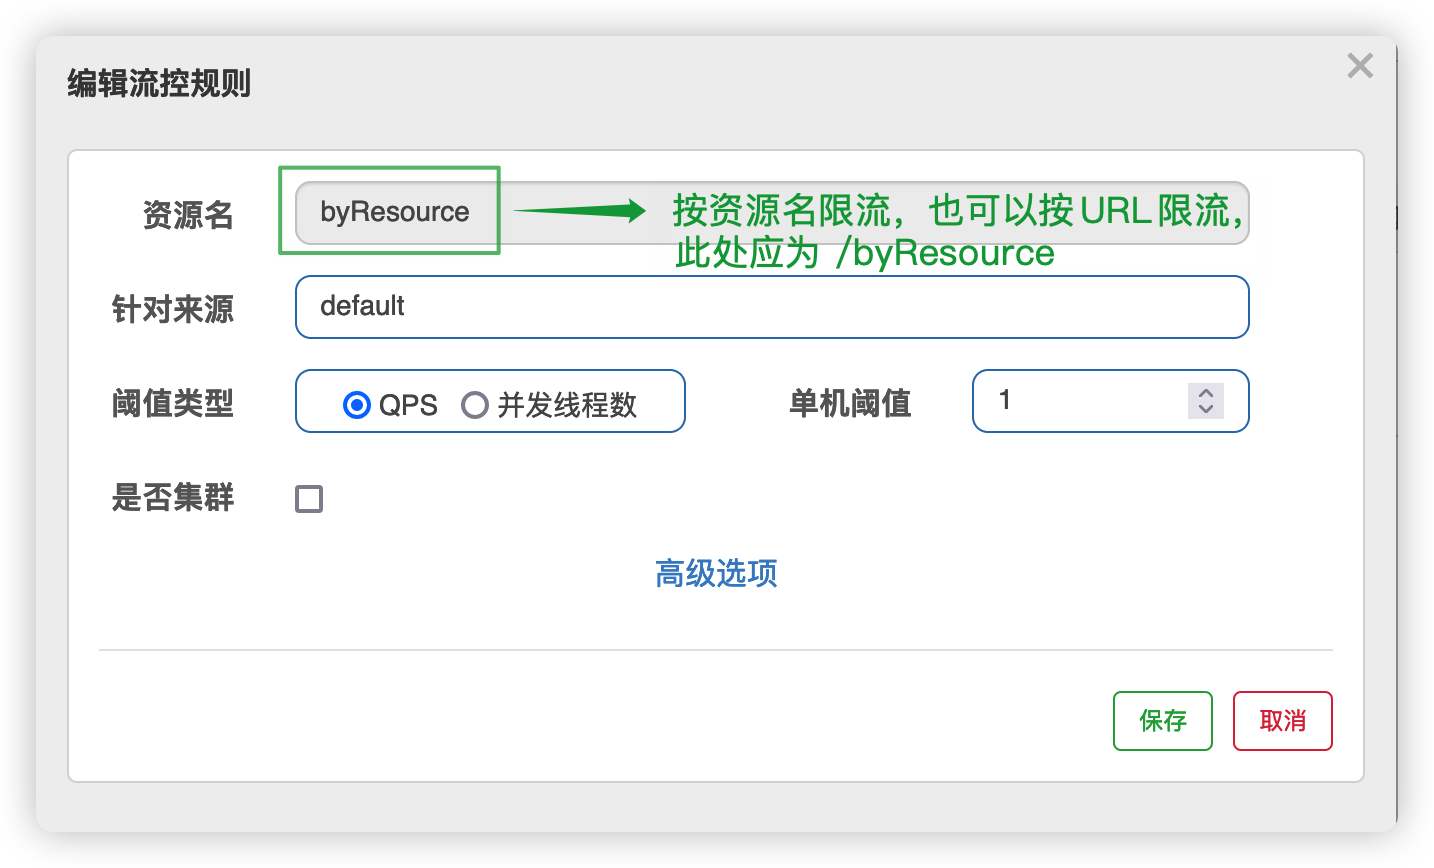 编辑流控规则
资源名
byResource
按资源名限流，也可以按URL限流，
此处应为 /byResource
针对来源
default
阈值类型
QPS
并发线程数
单机阈值
1
是否集群
高级选项
保存
取消